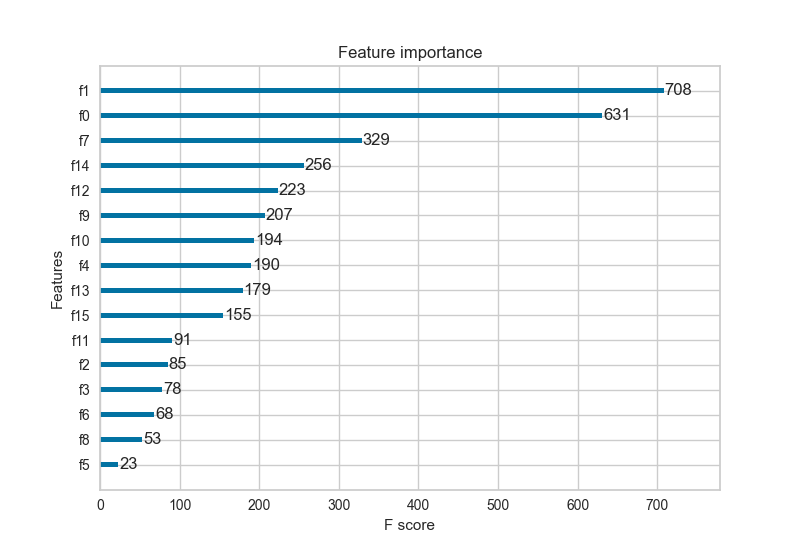 Feature importance
f1 708
f0 631
f7 329
f14 256
f12 223
f9 207
f10 194
f4 190
f13 179
f15 155
f11 91
f2 85
f3 78
f6 68
f8 53
f5 23
Features
0 100 200 300 400 500 600 700
F score